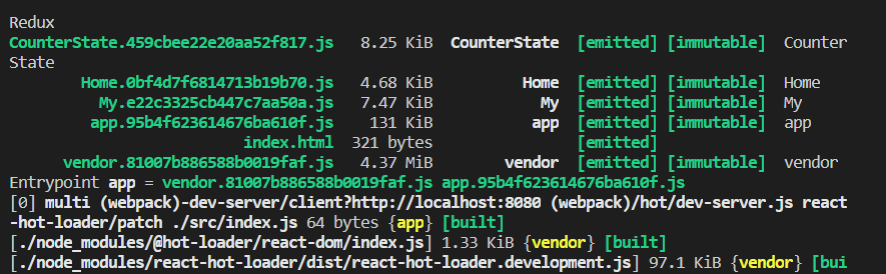 Redux
CounterState.459cbee22e20aa52f817.js 8.25 KiB CounterState [emitted] [immutable] Counter
State
Home.0bf4d7f6814713b19b70.js 4.68 KiB Home [emitted] [immutable] Home
My.e22c3325cb447c7aa50a.js 7.47 KiB My [emitted] [immutable] My
app.95b4f623614676ba610f.js 131 KiB app [emitted] [immutable] app
index.html 321 bytes [emitted]
vendor.81007b886588b0019faf.js 4.37 MiB vendor [emitted] [immutable] vendor
Entrypoint app = vendor.81007b886588b0019faf.js app.95b4f623614676ba610f.js
[0] multi (webpack)-dev-server/client?http://localhost:8080 (webpack)/hot/dev-server.js react
-hot-loader/patch ./src/index.js 64 bytes {app} [built]
[./node_modules/@hot-loader/react-dom/index.js] 1.33 KiB {vendor} [built]
[./node_modules/react-hot-loader/dist/react-hot-loader.development.js] 97.1 KiB {vendor} [bui